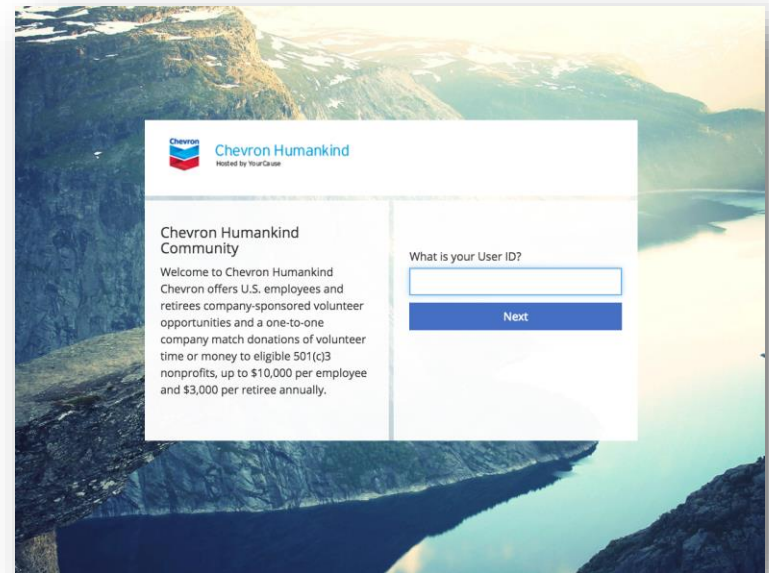 Chevron
Chevron Humankind
Hosted by YourCause
Chevron Humankind
Community
Welcome to Chevron Humankind
Chevron offers U.S. employees and
retirees company-sponsored volunteer
opportunities and a one-to-one
company match donations of volunteer
time or money to eligible 501(c)3
nonprofits, up to $10,000 per employee
and $3,000 per retiree annually.
What is your User ID?
Next